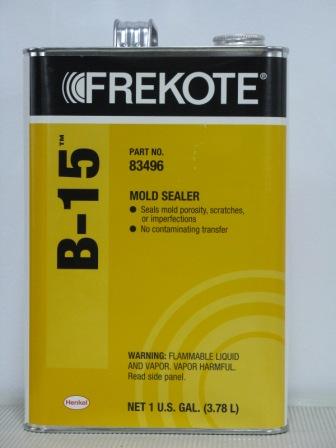 FREKOTE®
B-15™
PART NO.
83496
MOLD SEALER
● Seals mold porosity, scratches,
or imperfections
● No contaminating transfer
WARNING: FLAMMABLE LIQUID
AND VAPOR. VAPOR HARMFUL.
Read side panel.
Henkel
NET 1 U.S. GAL. (3.78 L)